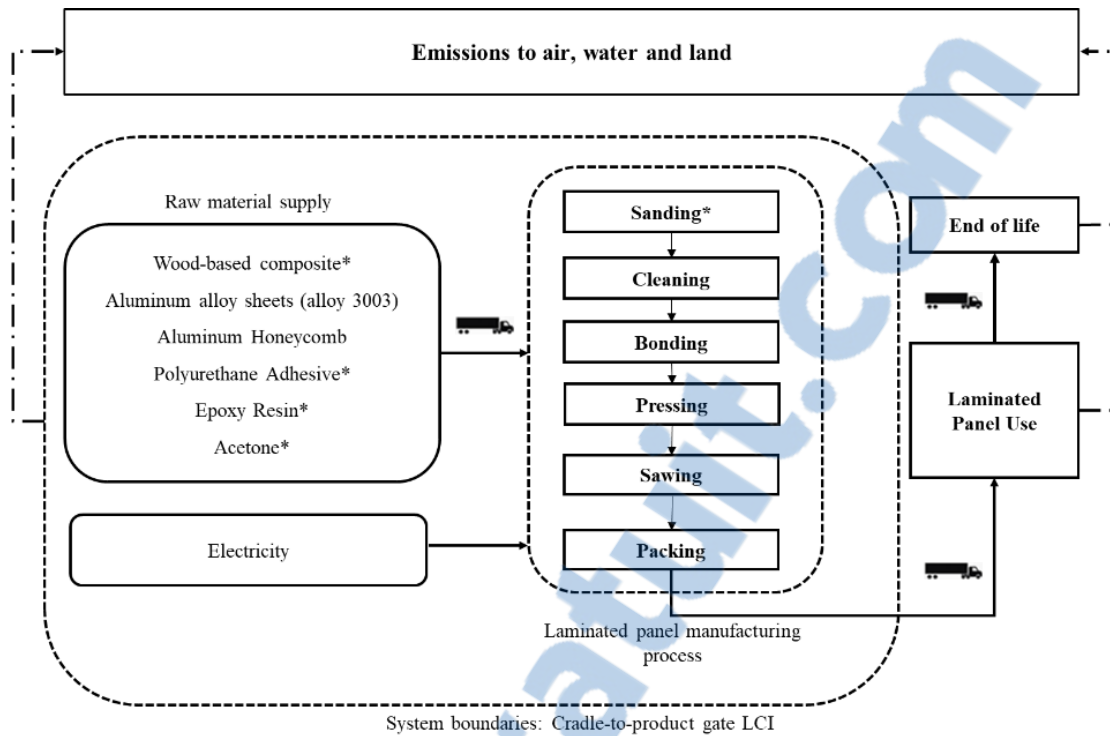 Emissions to air, water and land
Raw material supply
Wood-based composite*
Aluminum alloy sheets (alloy 3003)
Aluminum Honeycomb
Polyurethane Adhesive*
Epoxy Resin*
Acetone*
Electricity
Sanding*
Cleaning
Bonding
Pressing
Sawing
Packing
Laminated panel manufacturing
process
End of life
Laminated
Panel Use
System boundaries: Cradle-to-product gate LCI
atuit.com